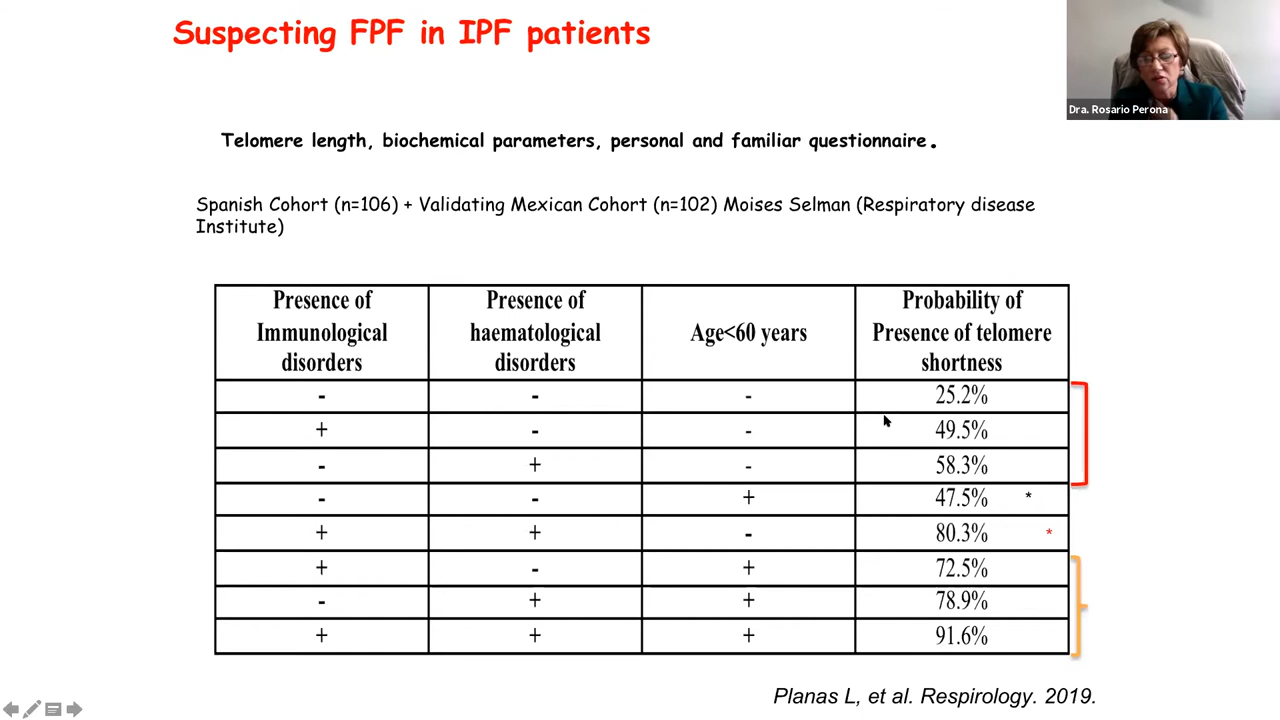 Suspecting FPF in IPF patients
Dra. Rosario Perona
Telomere length, biochemical parameters, personal and familiar questionnaire.
Spanish Cohort (n=106) + Validating Mexican Cohort (n=102) Moises Selman (Respiratory disease
Institute)
Presence of Immunological disorders Presence of haematological disorders Age<60 years Probability of Presence of telomere shortness
- - - 25.2%
+ - - 49.5%
- + - 58.3%
- - + 47.5% *
+ + - 80.3% *
+ - + 72.5%
- + + 78.9%
+ + + 91.6%
Planas L, et al. Respirology. 2019.